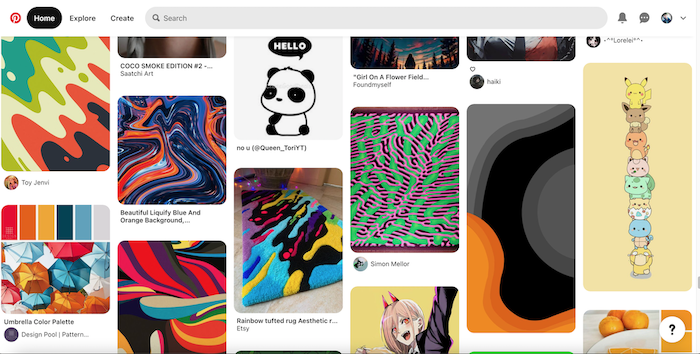 Home
Explore
Create
Search
Toy Jenvi
Umbrella Color Palette
Design Pool | Pattern...
COCO SMOKE EDITION #2 -...
Saatchi Art
Beautiful Liquify Blue And
Orange Background,...
HELLO
no u (@Queen_ToriYT)
Rainbow tufted rug Aesthetic r...
Etsy
"Girl On A Flower Field...
Foundmyself
Simon Mellor
haiki
-^°Lorelei^-
?